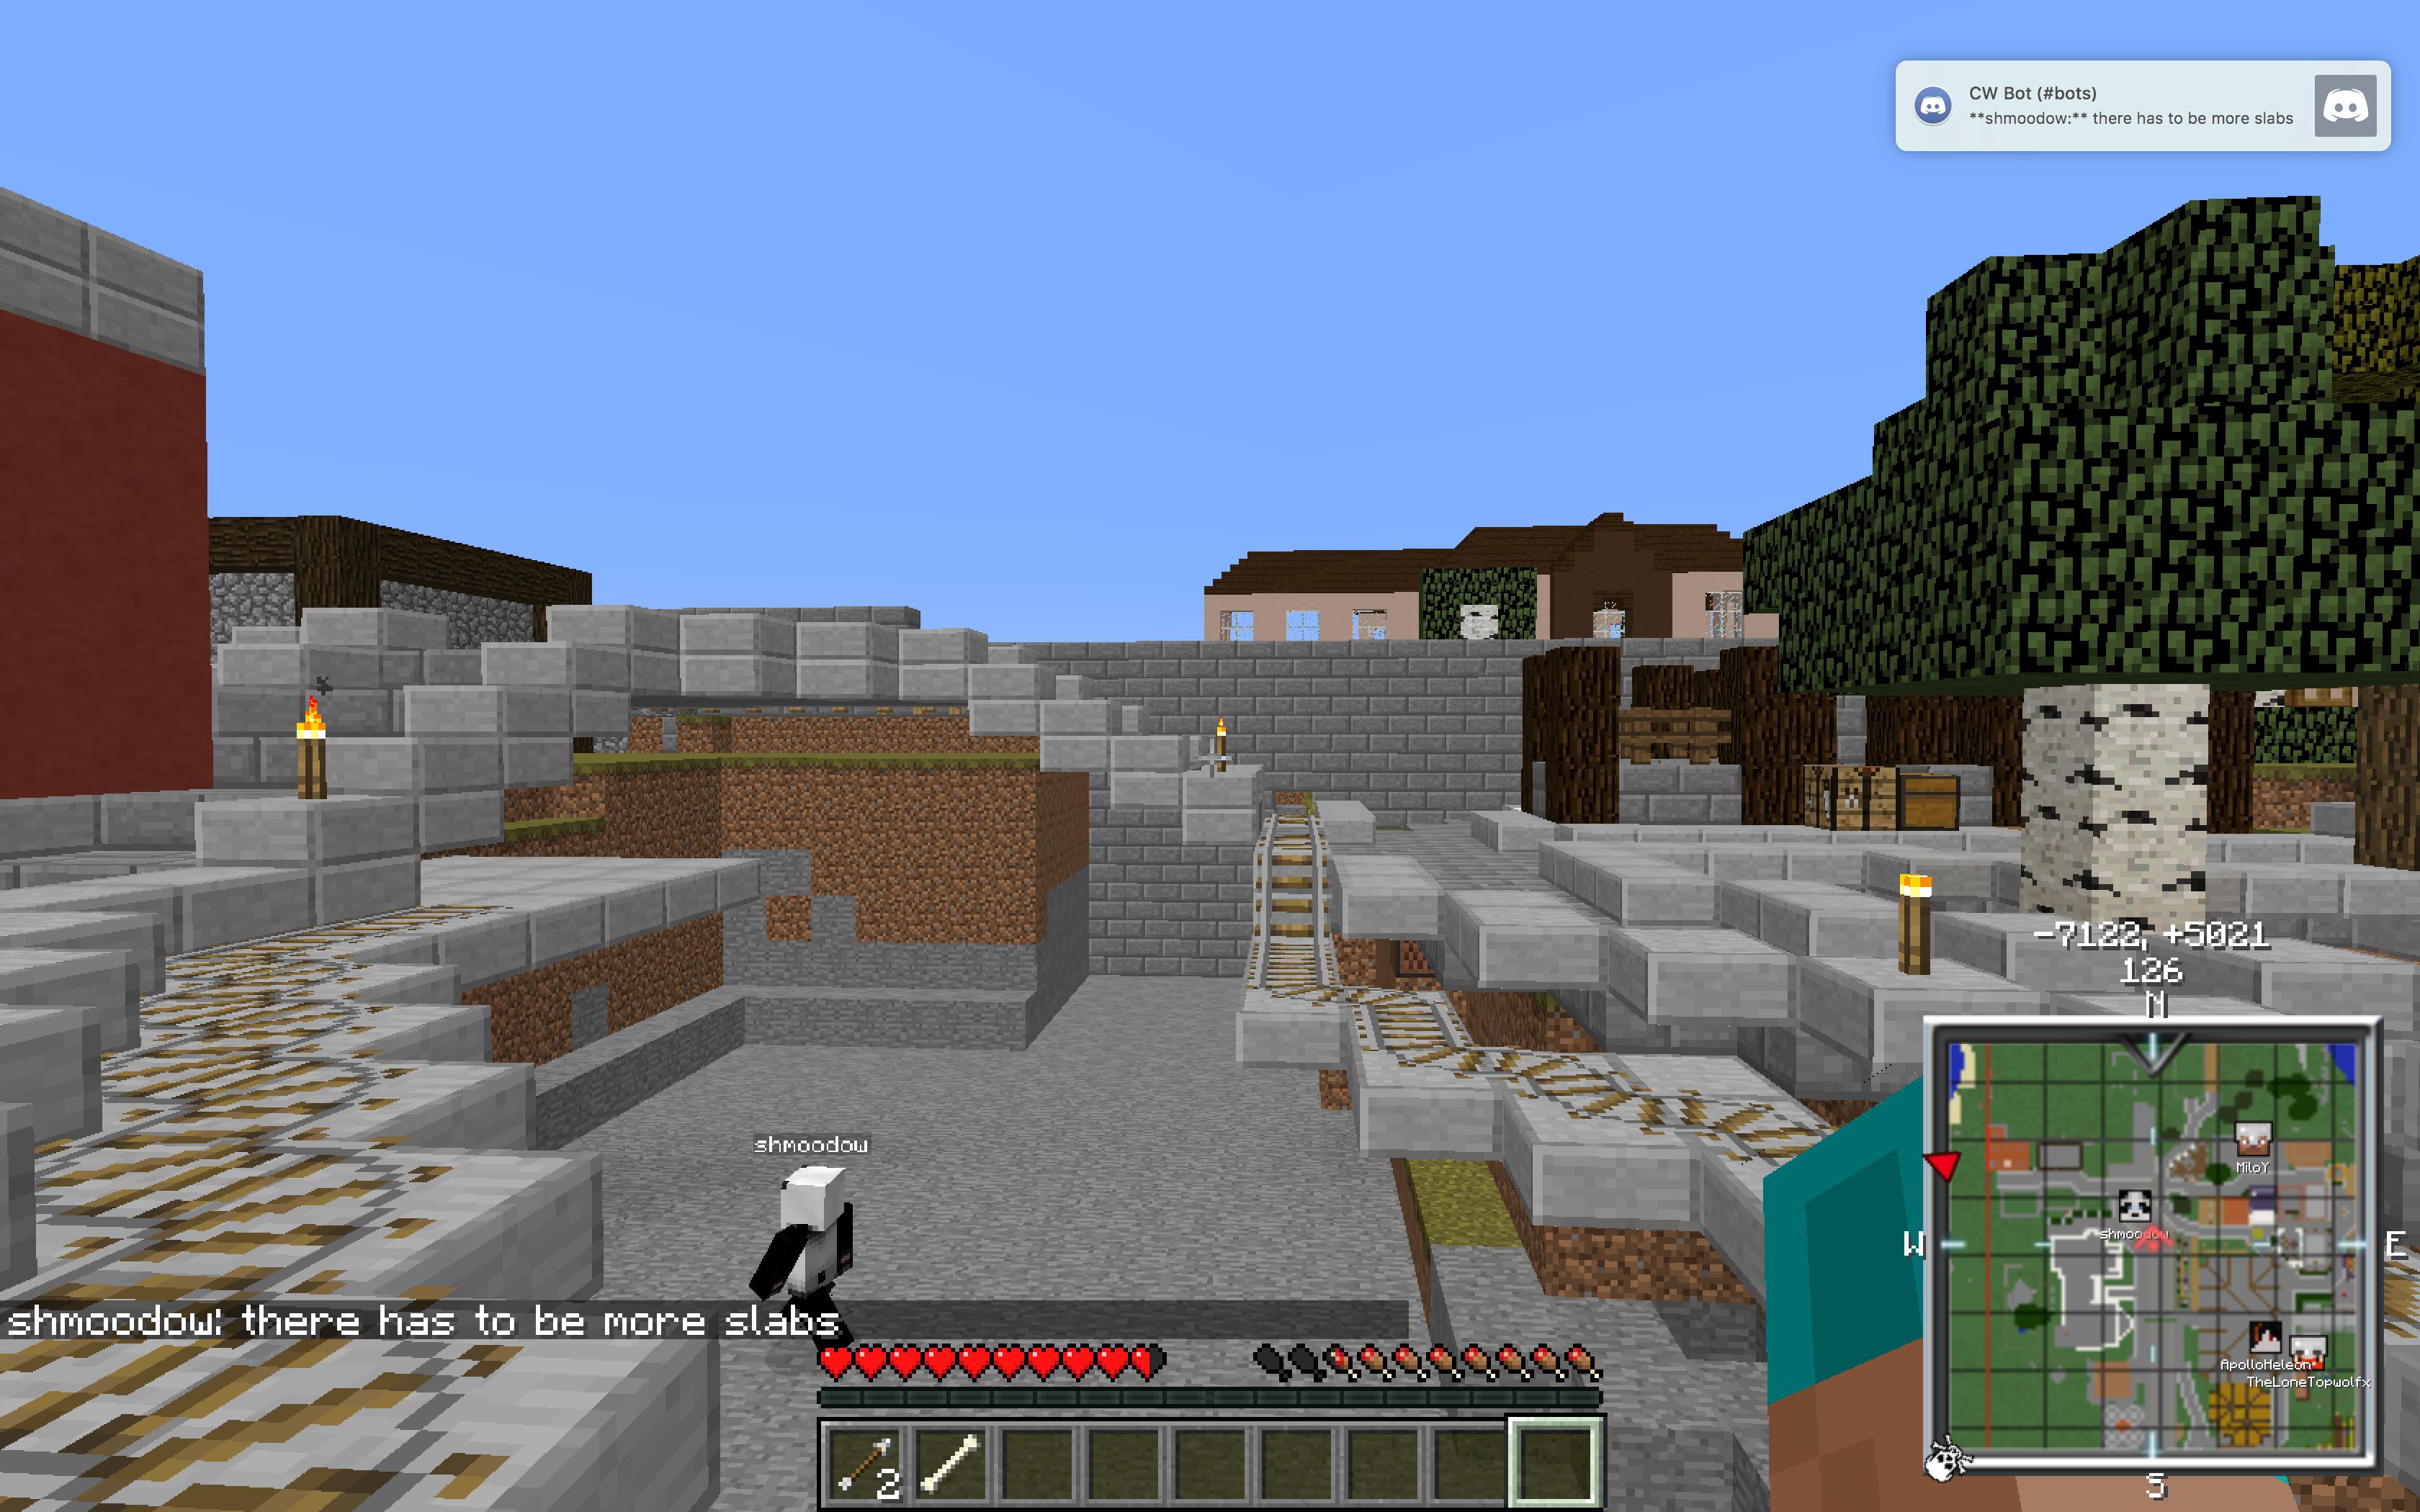 CW Bot (#bots)
**shmoodow:** there has to be more slabs
-7122, +5021
126
N
MiloY
shmoodow
shmoodow
W
E
shmoodow: there has to be more slabs
ApolloHeleon
TheLoneTopwolfx
2
S